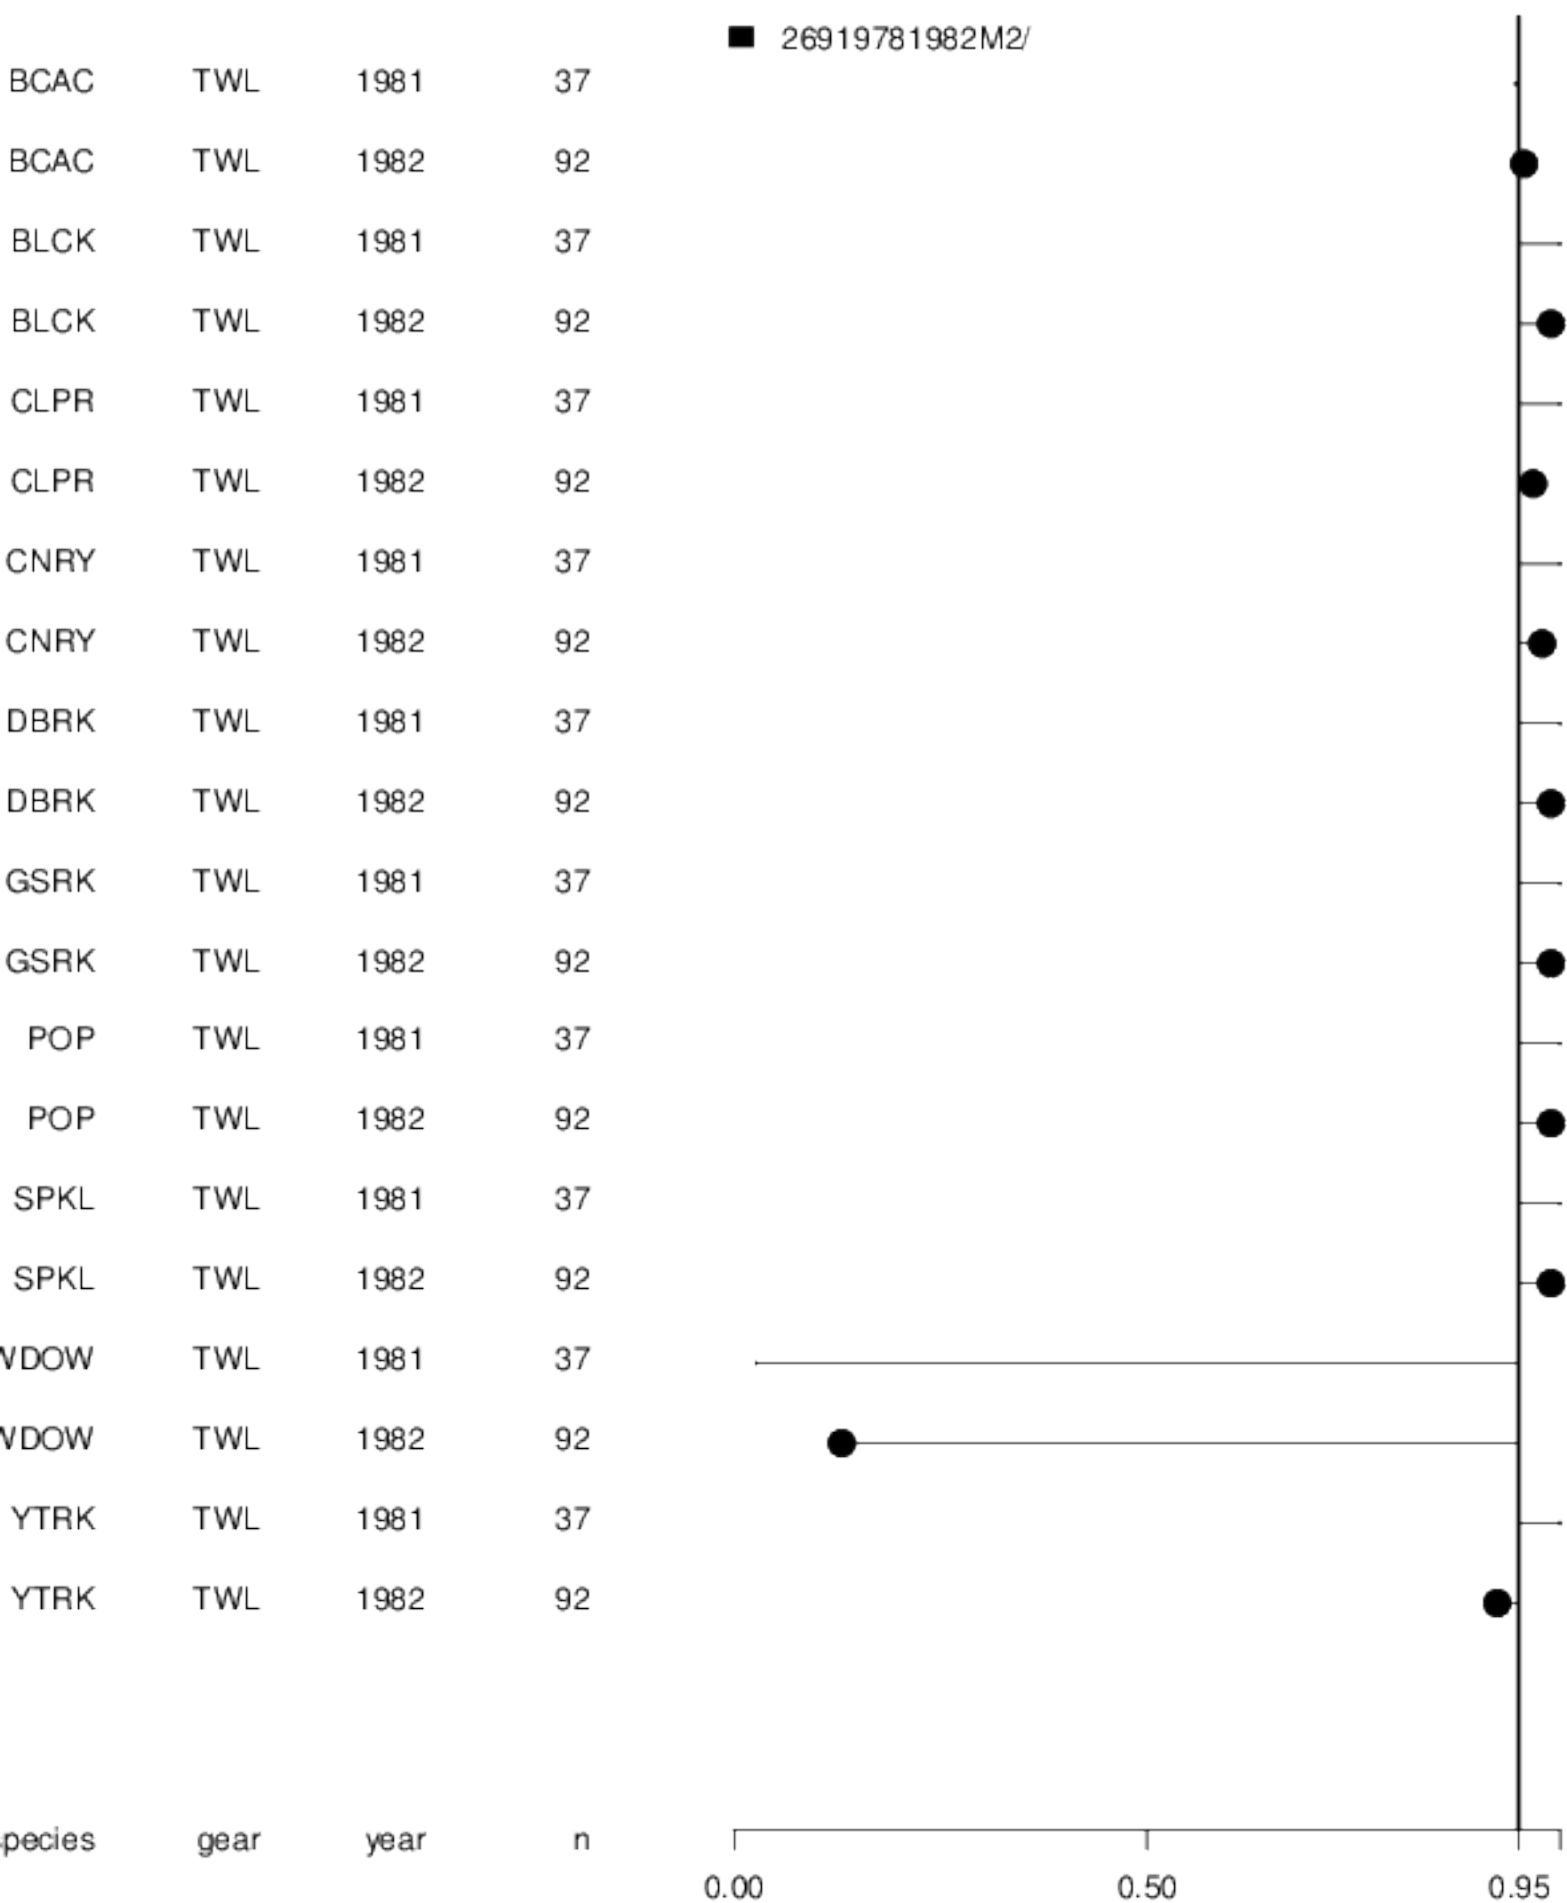 26919781982M2/
BCAC TWL 1981 37
BCAC TWL 1982 92
BLCK TWL 1981 37
BLCK TWL 1982 92
CLPR TWL 1981 37
CLPR TWL 1982 92
CNRY TWL 1981 37
CNRY TWL 1982 92
DBRK TWL 1981 37
DBRK TWL 1982 92
GSRK TWL 1981 37
GSRK TWL 1982 92
POP TWL 1981 37
POP TWL 1982 92
SPKL TWL 1981 37
SPKL TWL 1982 92
WDOW TWL 1981 37
WDOW TWL 1982 92
YTRK TWL 1981 37
YTRK TWL 1982 92
pecies gear year n
0.00 0.50 0.95